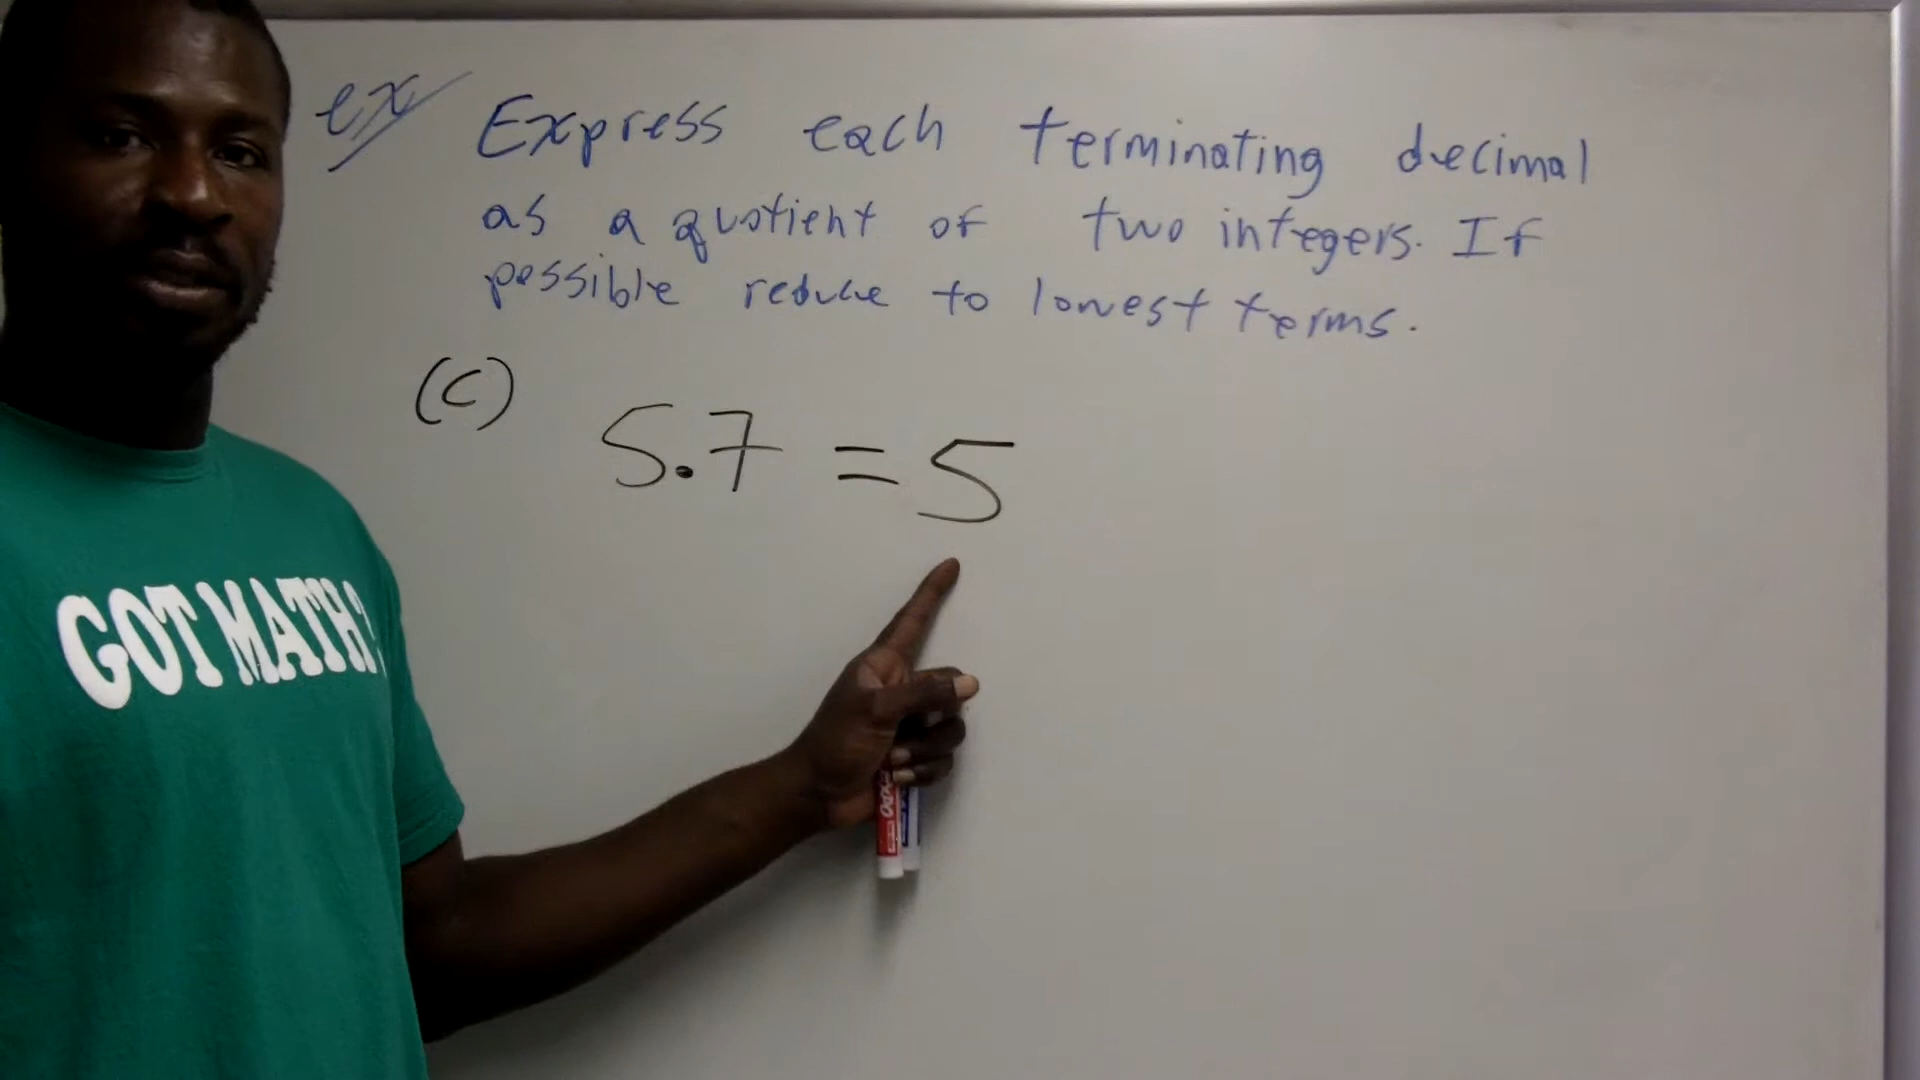 ex Express each terminating decimal
as a quotient of two integers. If
possible reduce to lowest terms.
(c) 5.7 = 5
GOT MATH?
EXPO